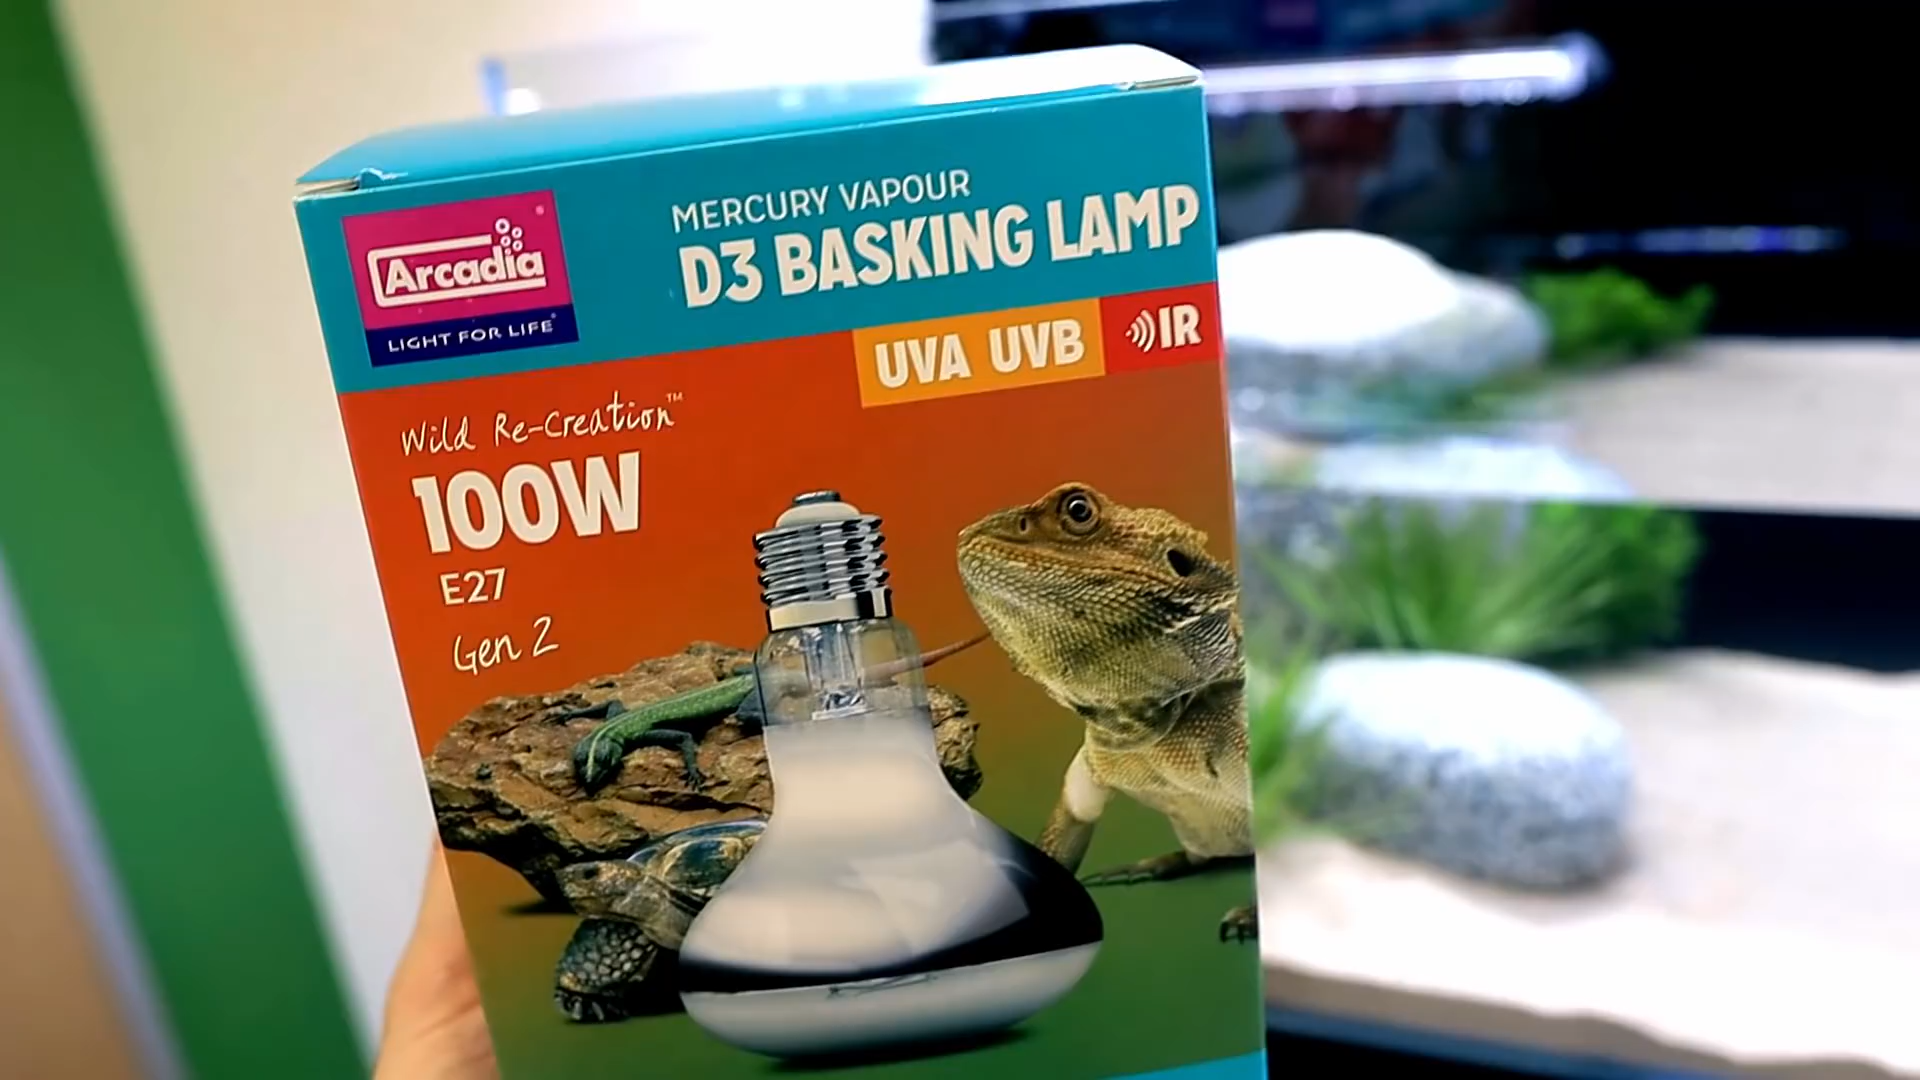 Arcadia
LIGHT FOR LIFE
MERCURY VAPOUR
D3 BASKING LAMP
UVA UVB IR
Wild Re-Creation™
100W
E27
Gen 2